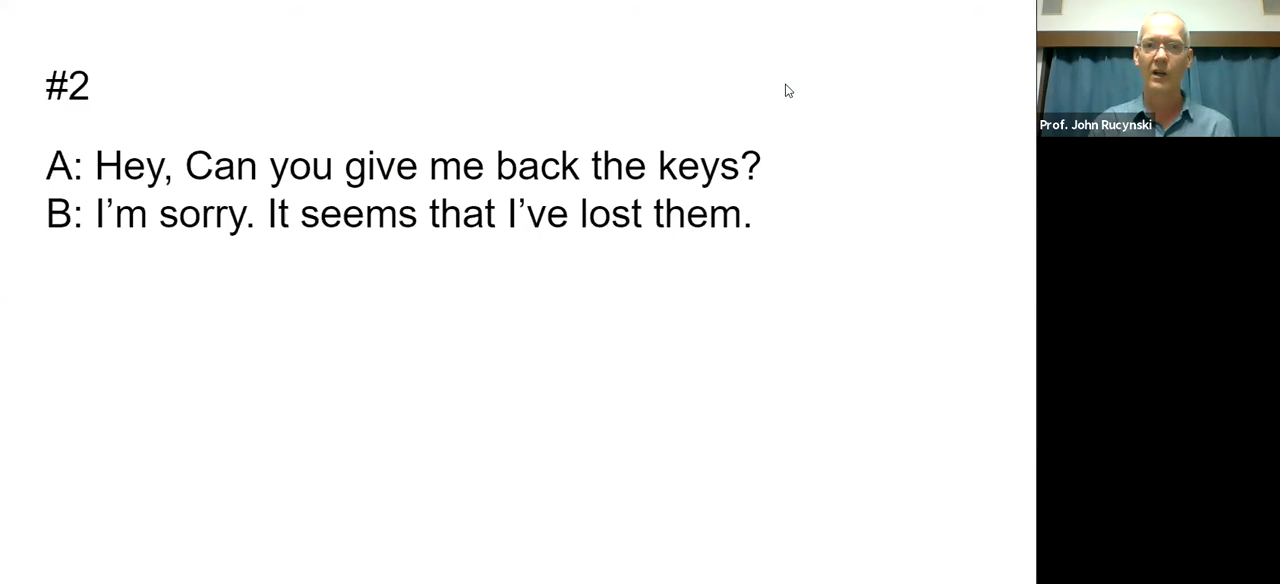 #2
A: Hey, Can you give me back the keys?
B: I'm sorry. It seems that I've lost them.
Prof. John Rucynski